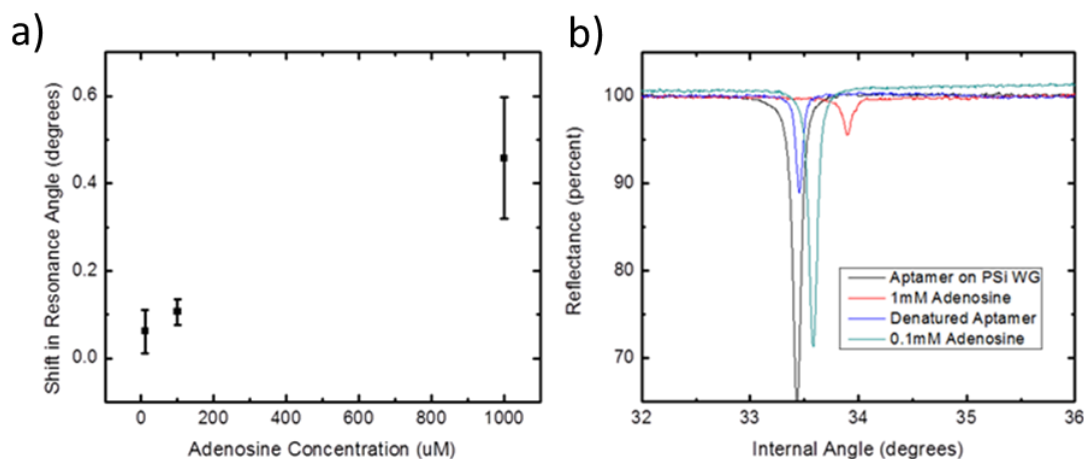 a)
0.6
0.4
0.2
0.0
Shift in Resonance Angle (degrees)
0 200 400 600 800 1000
Adenosine Concentration (uM)
b)
100
90
80
70
Reflectance (percent)
Aptamer on PSi WG
1mM Adenosine
Denatured Aptamer
0.1mM Adenosine
32 33 34 35 36
Internal Angle (degrees)